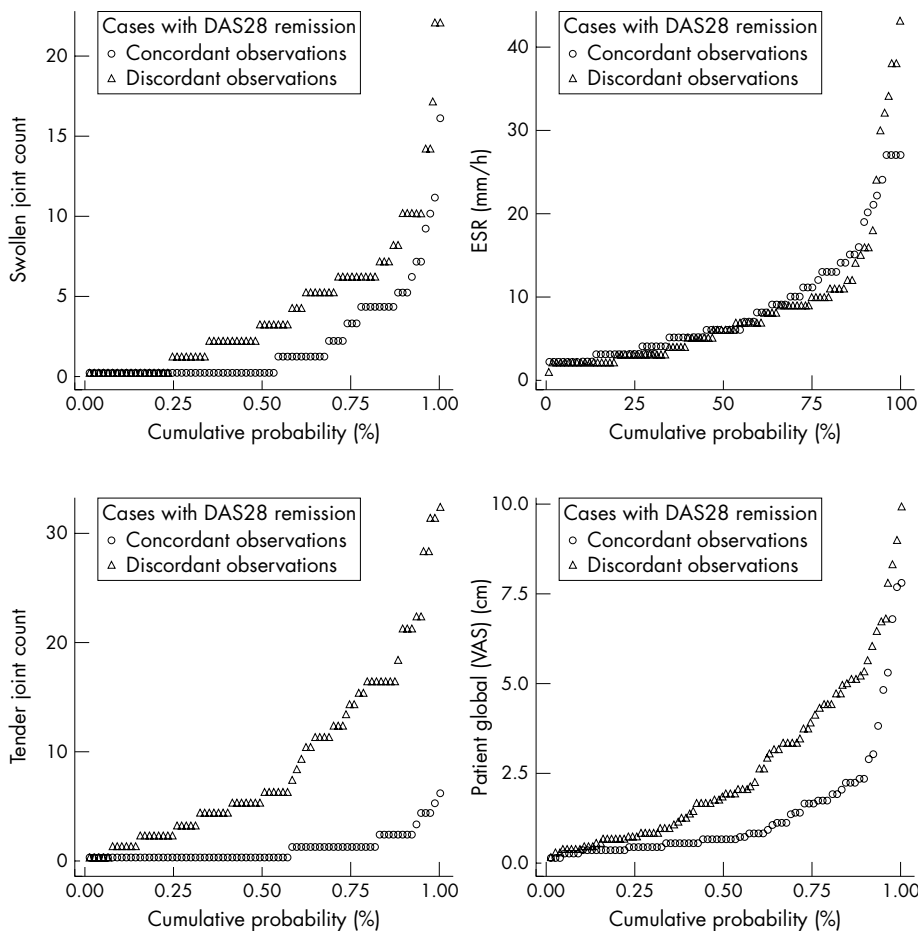 Cases with DAS28 remission
○ Concordant observations
△ Discordant observations
Swollen joint count
20
15
10
5
0
0.00 0.25 0.50 0.75 1.00
Cumulative probability (%)
Cases with DAS28 remission
○ Concordant observations
△ Discordant observations
ESR (mm/h)
40
30
20
10
0
0 25 50 75 100
Cumulative probability (%)
Cases with DAS28 remission
○ Concordant observations
△ Discordant observations
Tender joint count
30
20
10
0
0.00 0.25 0.50 0.75 1.00
Cumulative probability (%)
Cases with DAS28 remission
○ Concordant observations
△ Discordant observations
Patient global (VAS) (cm)
10.0
7.5
5.0
2.5
0.0
0 0.25 0.50 0.75 1.00
Cumulative probability (%)